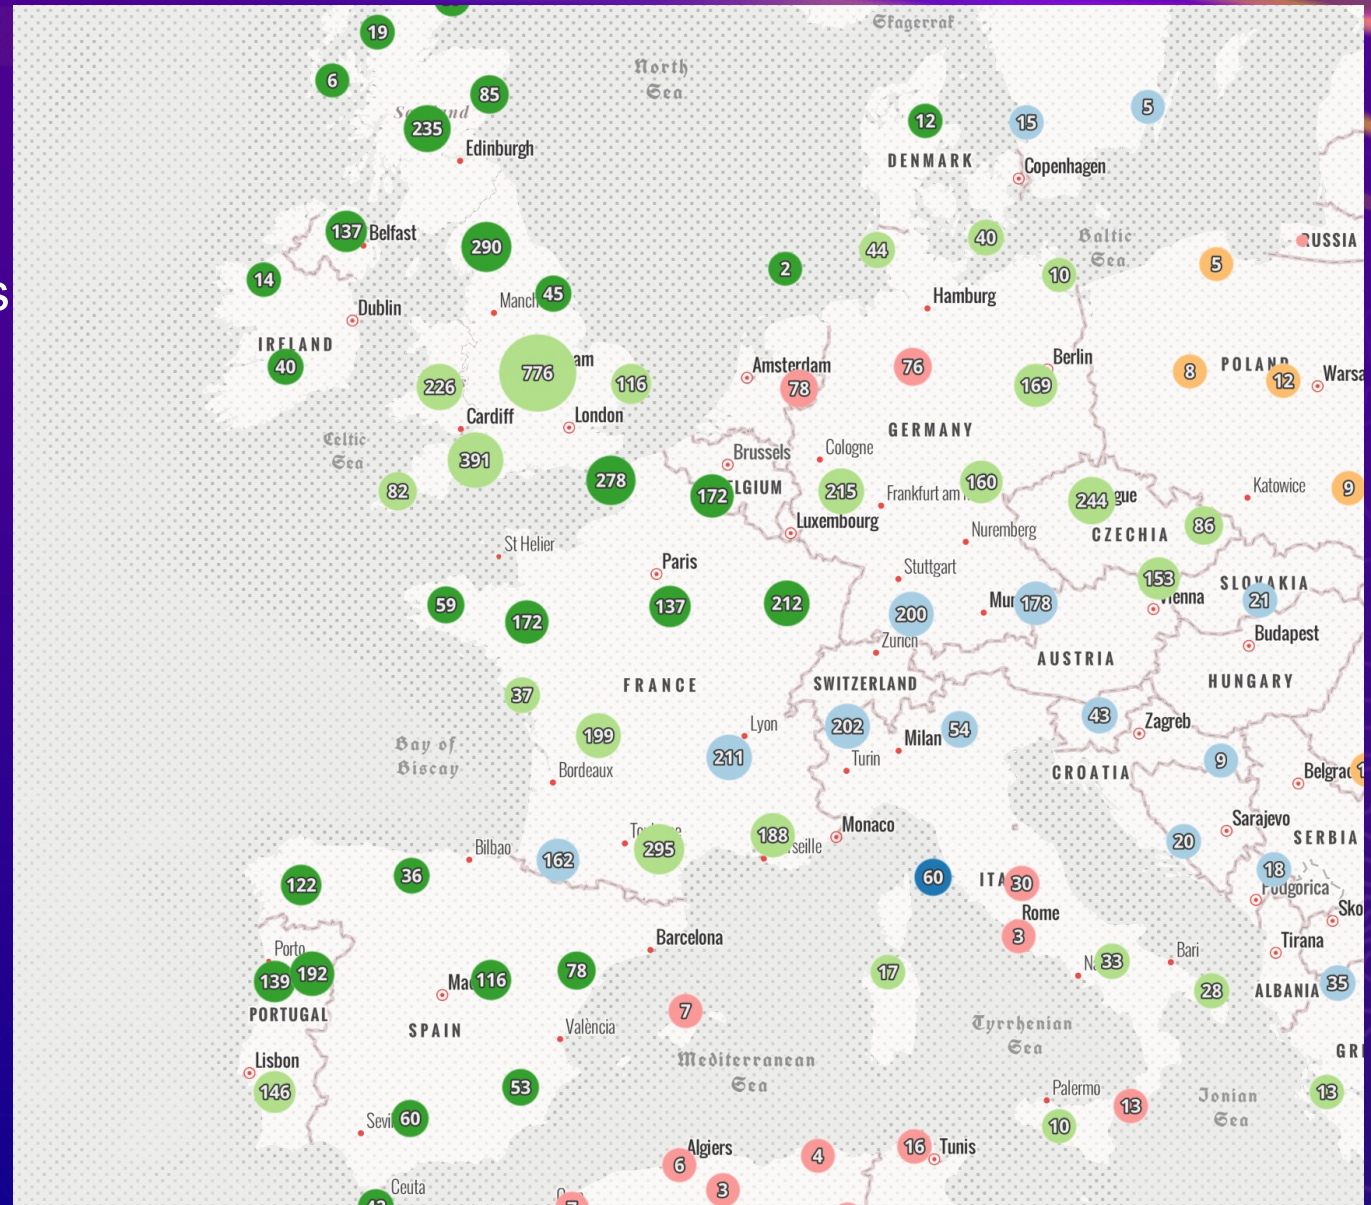 Skagerrak
19
North
Sea
6
85
235
Edinburgh
5
12
15
DENMARK
Copenhagen
137
Belfast
290
44
40
Baltic
Sea
RUSSIA
14
2
10
5
45
Hamburg
Dublin
IRELAND
40
226
776
116
Amsterdam
78
76
Berlin
169
8
POLAND
12
Cardiff
London
GERMANY
Celtic
Sea
391
Brussels
Cologne
82
278
172
215
Frankfurt am
160
244
Katowice
9
Luxembourg
Nuremberg
CZECHIA
86
St Helier
Paris
Stuttgart
153
SLOVAKIA
Vienna
21
59
172
137
212
200
178
Budapest
Zurich
AUSTRIA
37
FRANCE
SWITZERLAND
HUNGARY
199
Lyon
202
Milan
54
43
Zagreb
Bay of
Biscay
211
Turin
CROATIA
9
Bordeaux
Monaco
Sarajevo
SERBIA
Bilbao
162
295
188
20
18
122
36
60
30
Podgorica
Rome
3
Porto
Barcelona
Tirana
139
192
116
78
17
33
Bari
28
ALBANIA
35
PORTUGAL
SPAIN
7
València
Tyrrhenian
Sea
Lisbon
Mediterranean
Sea
146
53
Palermo
13
Ionian
Sea
13
60
10
Algiers
6
4
16
Tunis
Ceuta
3